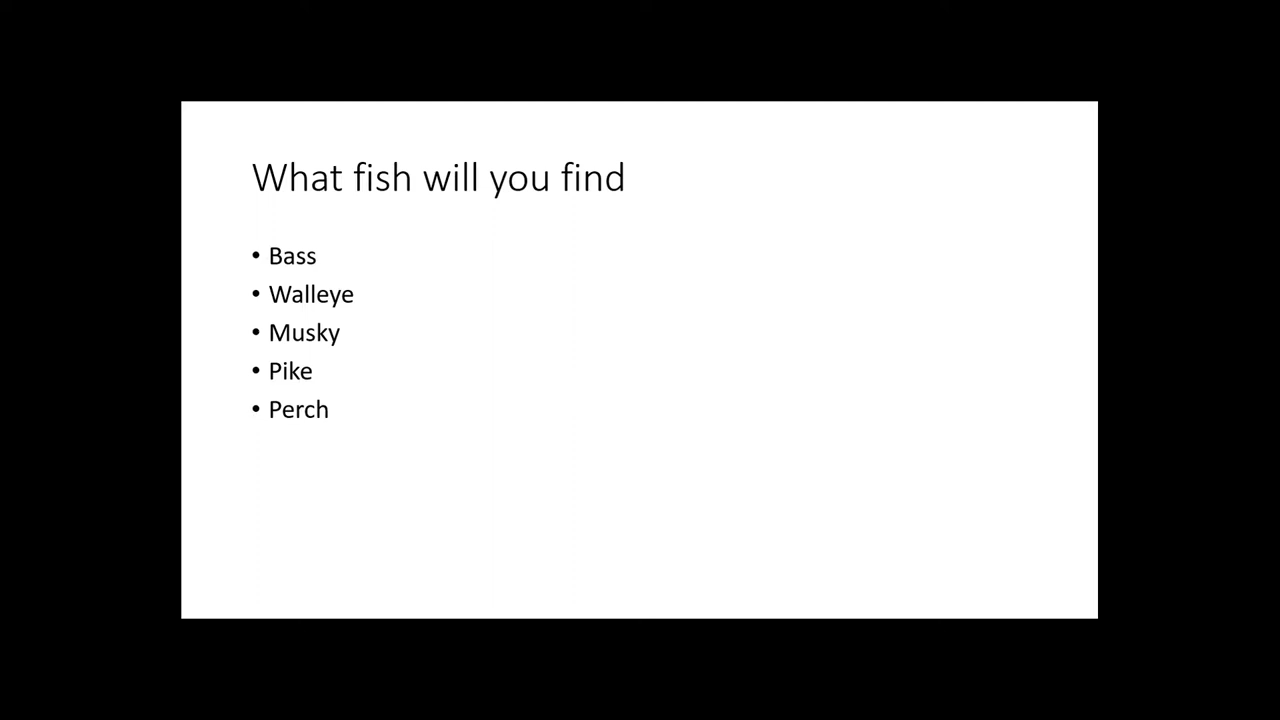 What fish will you find
• Bass
• Walleye
• Musky
• Pike
• Perch